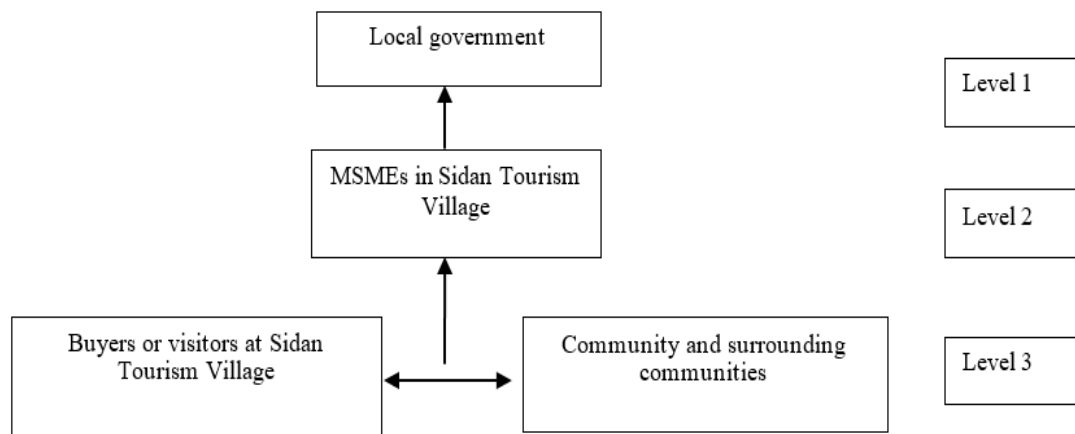 Local government
Level 1
MSMEs in Sidan Tourism
Village
Level 2
Buyers or visitors at Sidan
Tourism Village
Community and surrounding
communities
Level 3